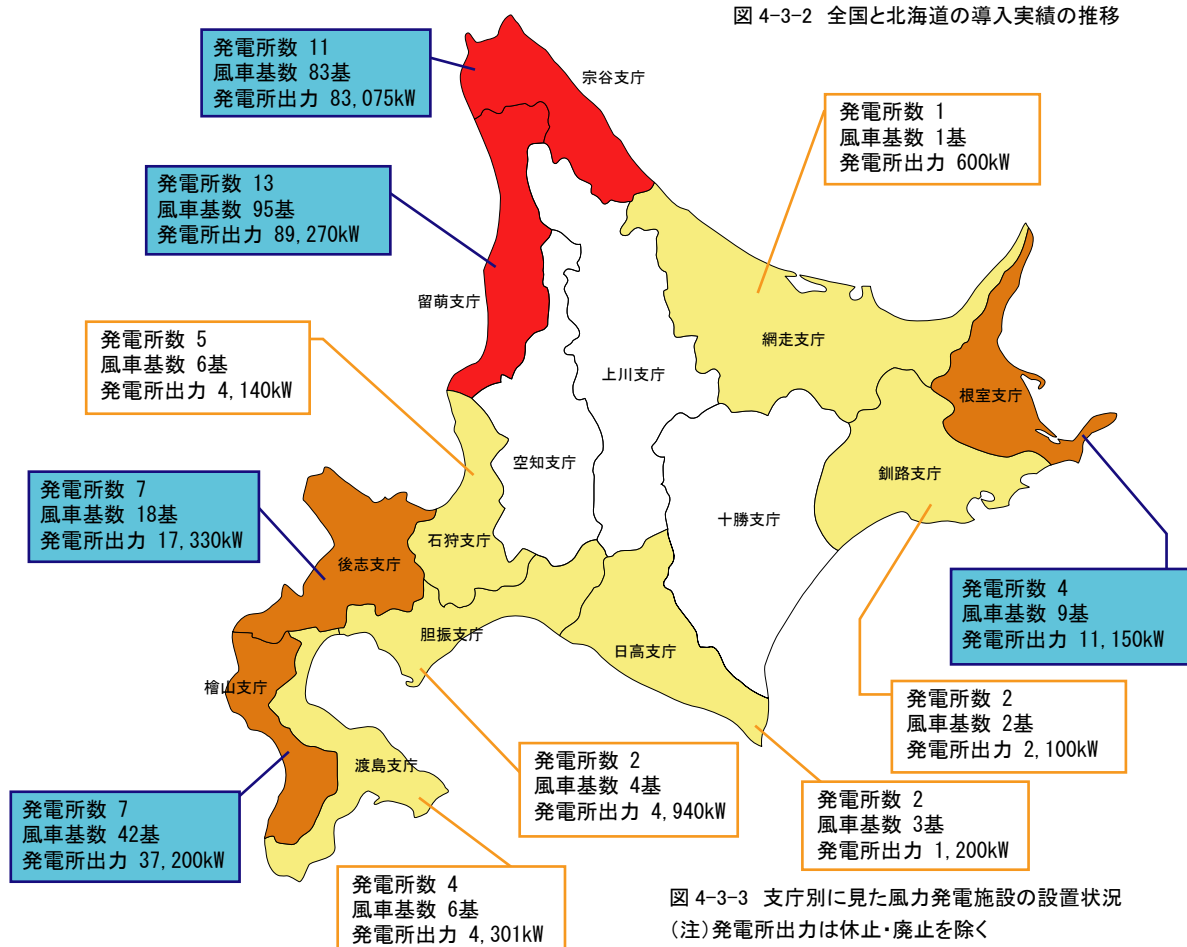 図 4-3-2 全国と北海道の導入実績の推移
発電所数 11
風車基数 83基
発電所出力 83,075kW
宗谷支庁
発電所数 1
風車基数 1基
発電所出力 600kW
発電所数 13
風車基数 95基
発電所出力 89,270kW
留萌支庁
網走支庁
発電所数 5
風車基数 6基
発電所出力 4,140kW
上川支庁
根室支庁
空知支庁
釧路支庁
発電所数 7
風車基数 18基
発電所出力 17,330kW
十勝支庁
石狩支庁
後志支庁
発電所数 4
風車基数 9基
発電所出力 11,150kW
胆振支庁
日高支庁
檜山支庁
発電所数 2
風車基数 2基
発電所出力 2,100kW
渡島支庁
発電所数 2
風車基数 4基
発電所出力 4,940kW
発電所数 2
風車基数 3基
発電所出力 1,200kW
発電所数 7
風車基数 42基
発電所出力 37,200kW
発電所数 4
風車基数 6基
発電所出力 4,301kW
図 4-3-3 支庁別に見た風力発電施設の設置状況
(注)発電所出力は休止・廃止を除く